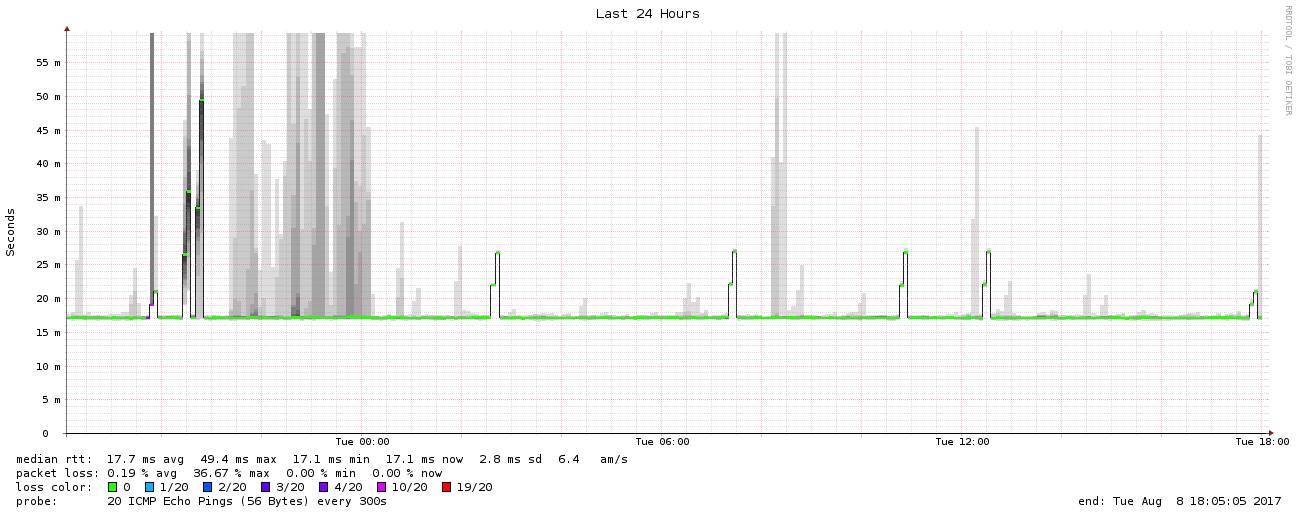 Last 24 Hours
RRDTOOL / TOBI OETIKER
Seconds
55 m
50 m
45 m
40 m
35 m
30 m
25 m
20 m
15 m
10 m
5 m
0
Tue 00:00 Tue 06:00 Tue 12:00 Tue 18:00
median rtt: 17.7 ms avg 49.4 ms max 17.1 ms min 17.1 ms now 2.8 ms sd 6.4 am/s
packet loss: 0.19 % avg 36.67 % max 0.00 % min 0.00 % now
loss color: 0 1/20 2/20 3/20 4/20 10/20 19/20
probe: 20 ICMP Echo Pings (56 Bytes) every 300s end: Tue Aug 8 18:05:05 2017